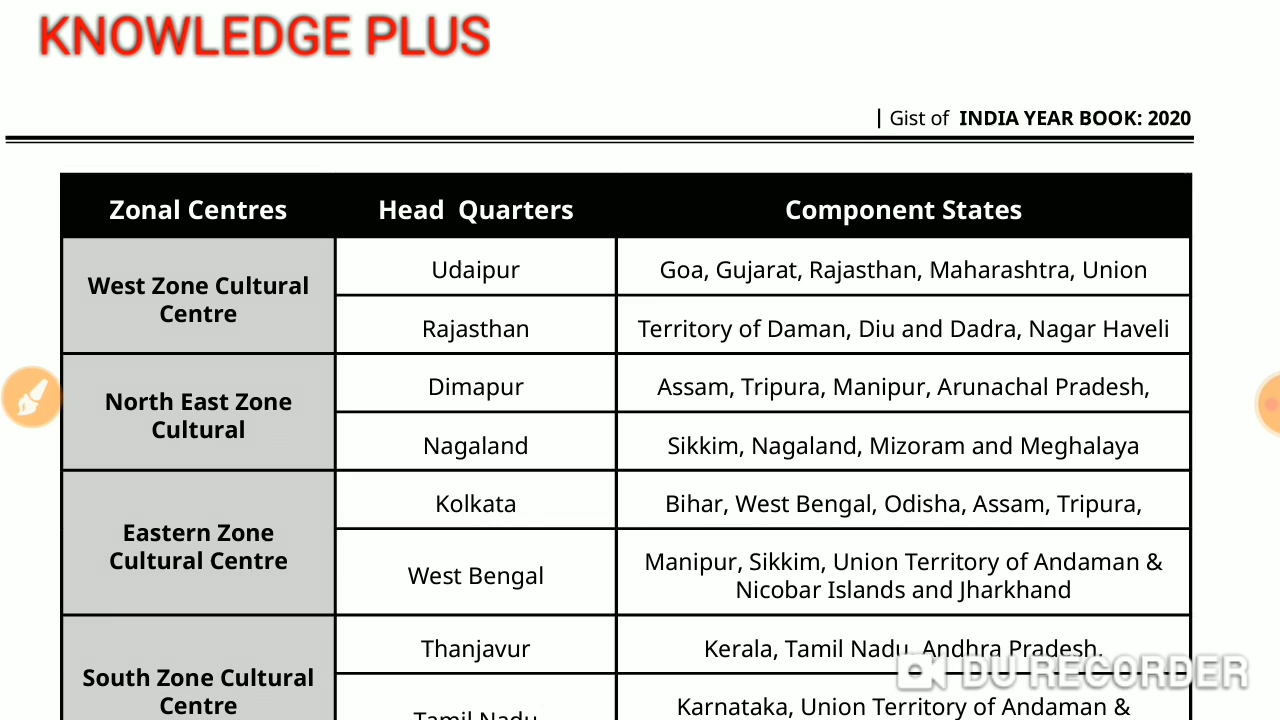 KNOWLEDGE PLUS
| Gist of INDIA YEAR BOOK: 2020
Zonal Centres Head Quarters Component States
West Zone Cultural
Centre
Udaipur Goa, Gujarat, Rajasthan, Maharashtra, Union
Rajasthan Territory of Daman, Diu and Dadra, Nagar Haveli
North East Zone
Cultural
Dimapur Assam, Tripura, Manipur, Arunachal Pradesh,
Nagaland Sikkim, Nagaland, Mizoram and Meghalaya
Eastern Zone
Cultural Centre
Kolkata Bihar, West Bengal, Odisha, Assam, Tripura,
West Bengal Manipur, Sikkim, Union Territory of Andaman &
Nicobar Islands and Jharkhand
South Zone Cultural
Centre
Thanjavur Kerala, Tamil Nadu, Andhra Pradesh,
Tamil Nadu Karnataka, Union Territory of Andaman &
DU RECORDER